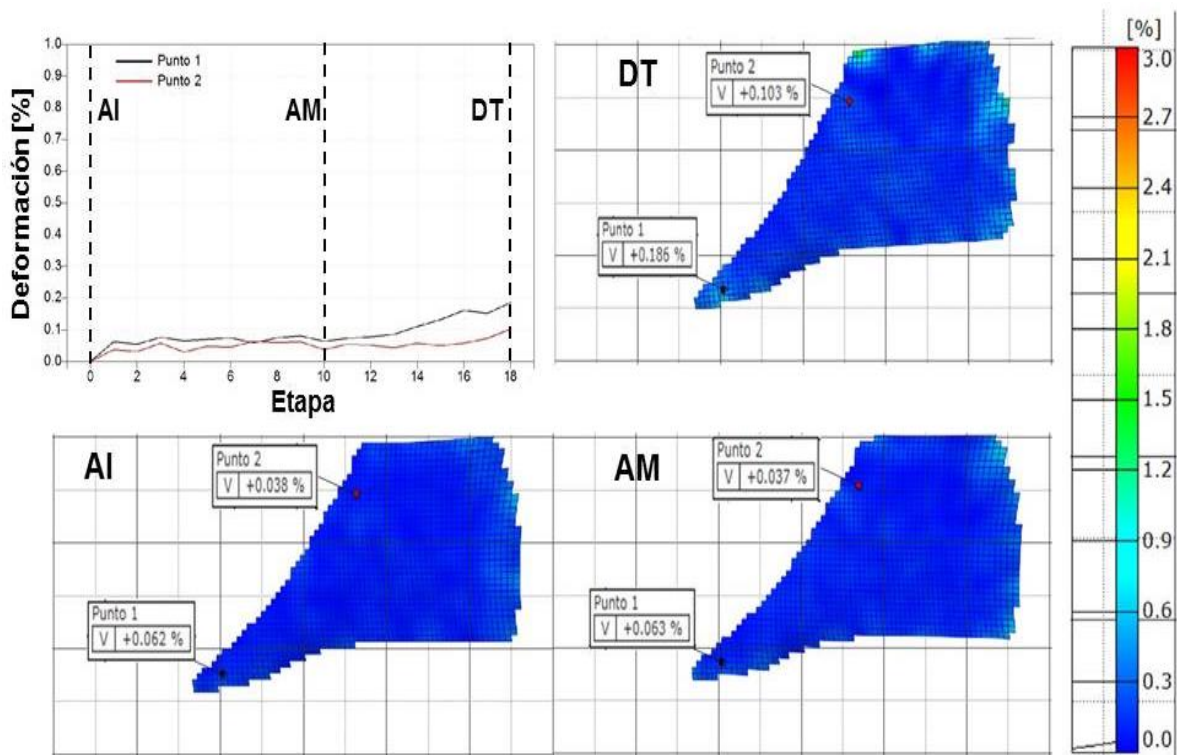 Deformación [%]
1.0
0.9
0.8
0.7
0.6
0.5
0.4
0.3
0.2
0.1
0.0
Punto 1
Punto 2
AI
AM
DT
0 2 4 6 8 10 12 14 16 18
Etapa
DT
Punto 2
V +0.103 %
Punto 1
V +0.186 %
AI
Punto 2
V +0.038 %
Punto 1
V +0.062 %
AM
Punto 2
V +0.037 %
Punto 1
V +0.063 %
[%]
3.0
2.7
2.4
2.1
1.8
1.5
1.2
0.9
0.6
0.3
0.0